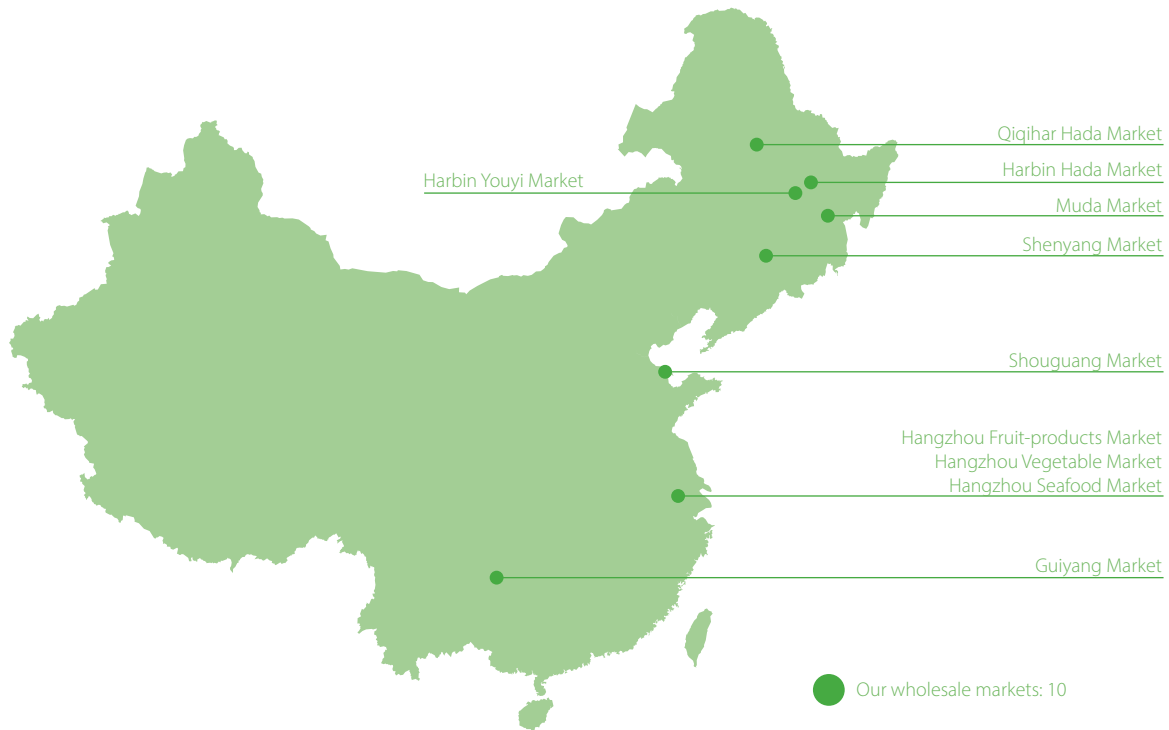 Qiqihar Hada Market
Harbin Hada Market
Harbin Youyi Market
Muda Market
Shenyang Market
Shouguang Market
Hangzhou Fruit-products Market
Hangzhou Vegetable Market
Hangzhou Seafood Market
Guiyang Market
Our wholesale markets: 10